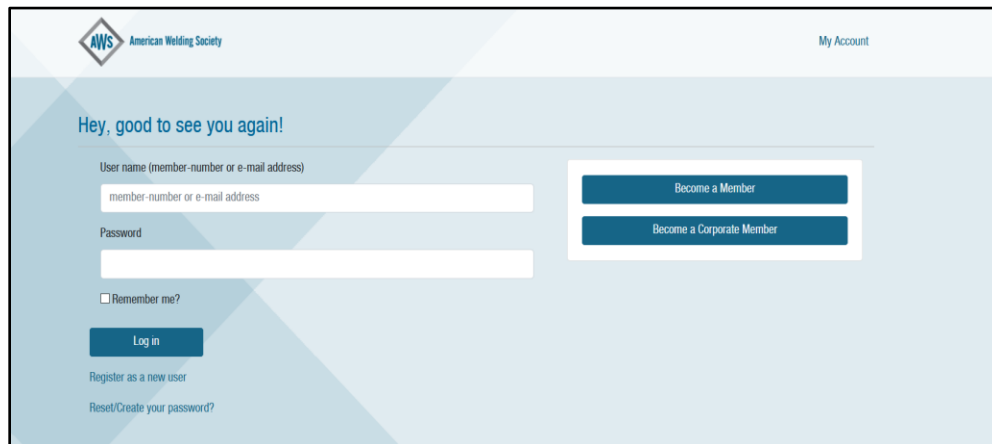 AWS American Welding Society
My Account
Hey, good to see you again!
User name (member-number or e-mail address)
member-number or e-mail address
Password
Remember me?
Log in
Register as a new user
Reset/Create your password?
Become a Member
Become a Corporate Member